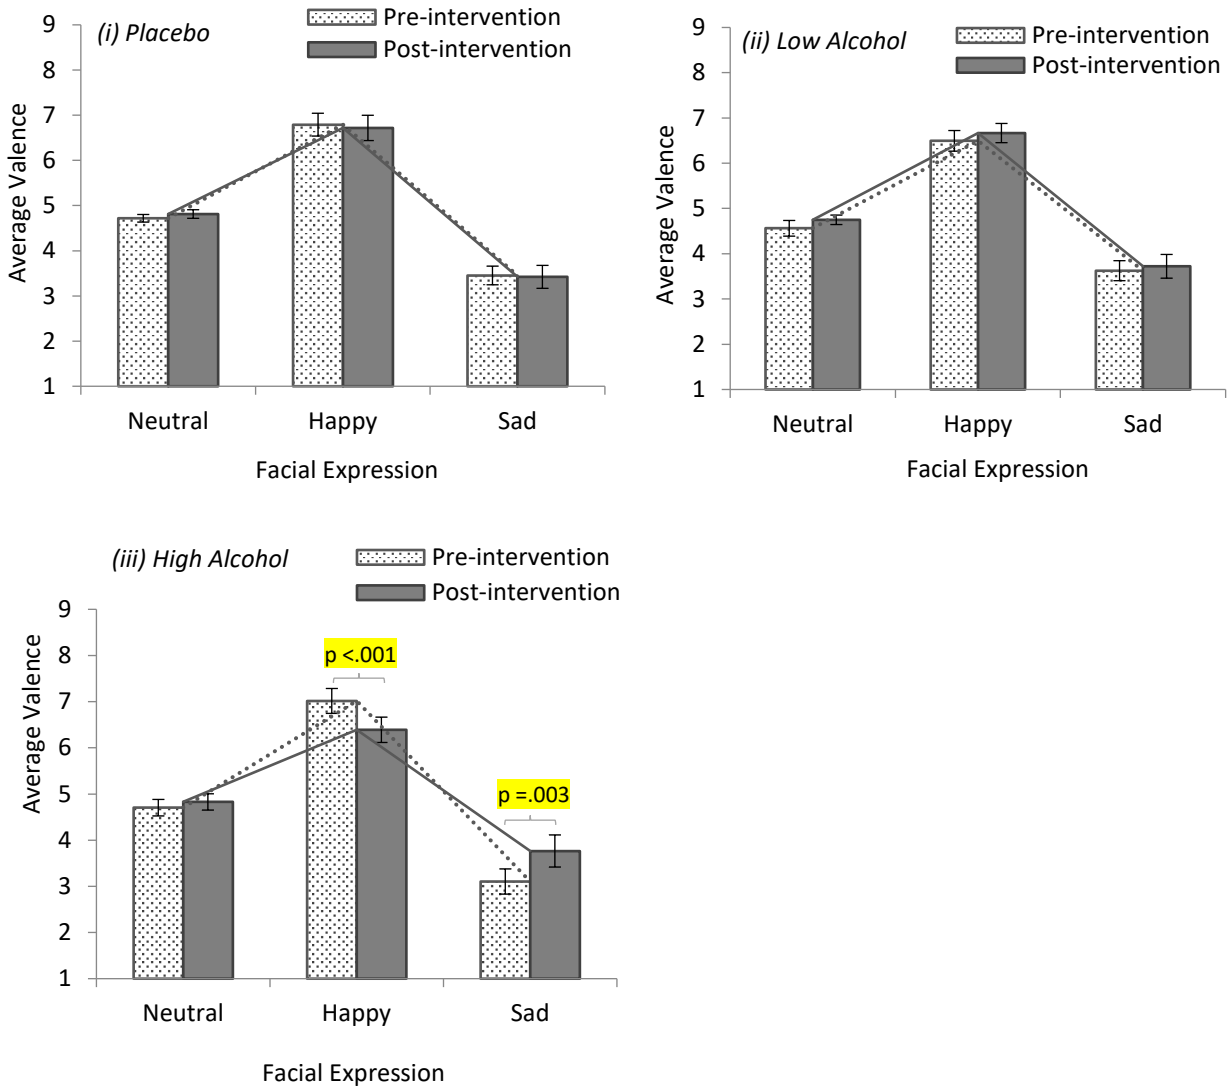 (i) Placebo
Pre-intervention
Post-intervention
9
8
7
6
5
4
3
2
1
Average Valence
Neutral Happy Sad
Facial Expression
(ii) Low Alcohol
Pre-intervention
Post-intervention
9
8
7
6
5
4
3
2
1
Average Valence
Neutral Happy Sad
Facial Expression
(iii) High Alcohol
Pre-intervention
Post-intervention
9
8
7
6
5
4
3
2
1
Average Valence
p <.001
p =.003
Neutral Happy Sad
Facial Expression